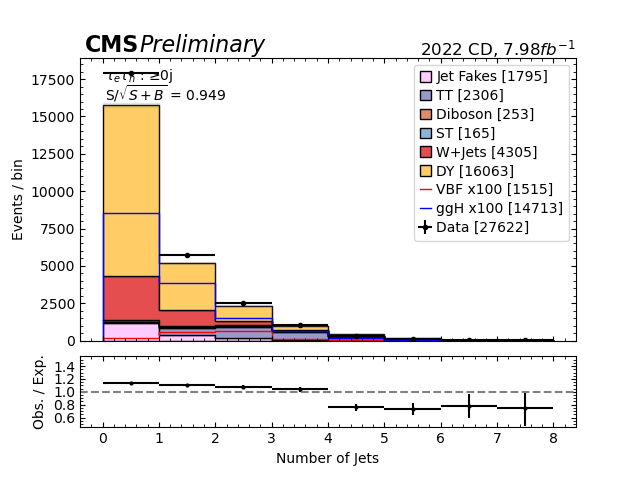 CMS Preliminary
2022 CD, 7.98fb⁻¹
τₑτₕ : ≥0j
S/√S + B = 0.949
Jet Fakes [1795]
TT [2306]
Diboson [253]
ST [165]
W+Jets [4305]
DY [16063]
VBF x100 [1515]
ggH x100 [14713]
Data [27622]
Events / bin
17500
15000
12500
10000
7500
5000
2500
0
Obs. / Exp.
1.4
1.2
1.0
0.8
0.6
0 1 2 3 4 5 6 7 8
Number of Jets